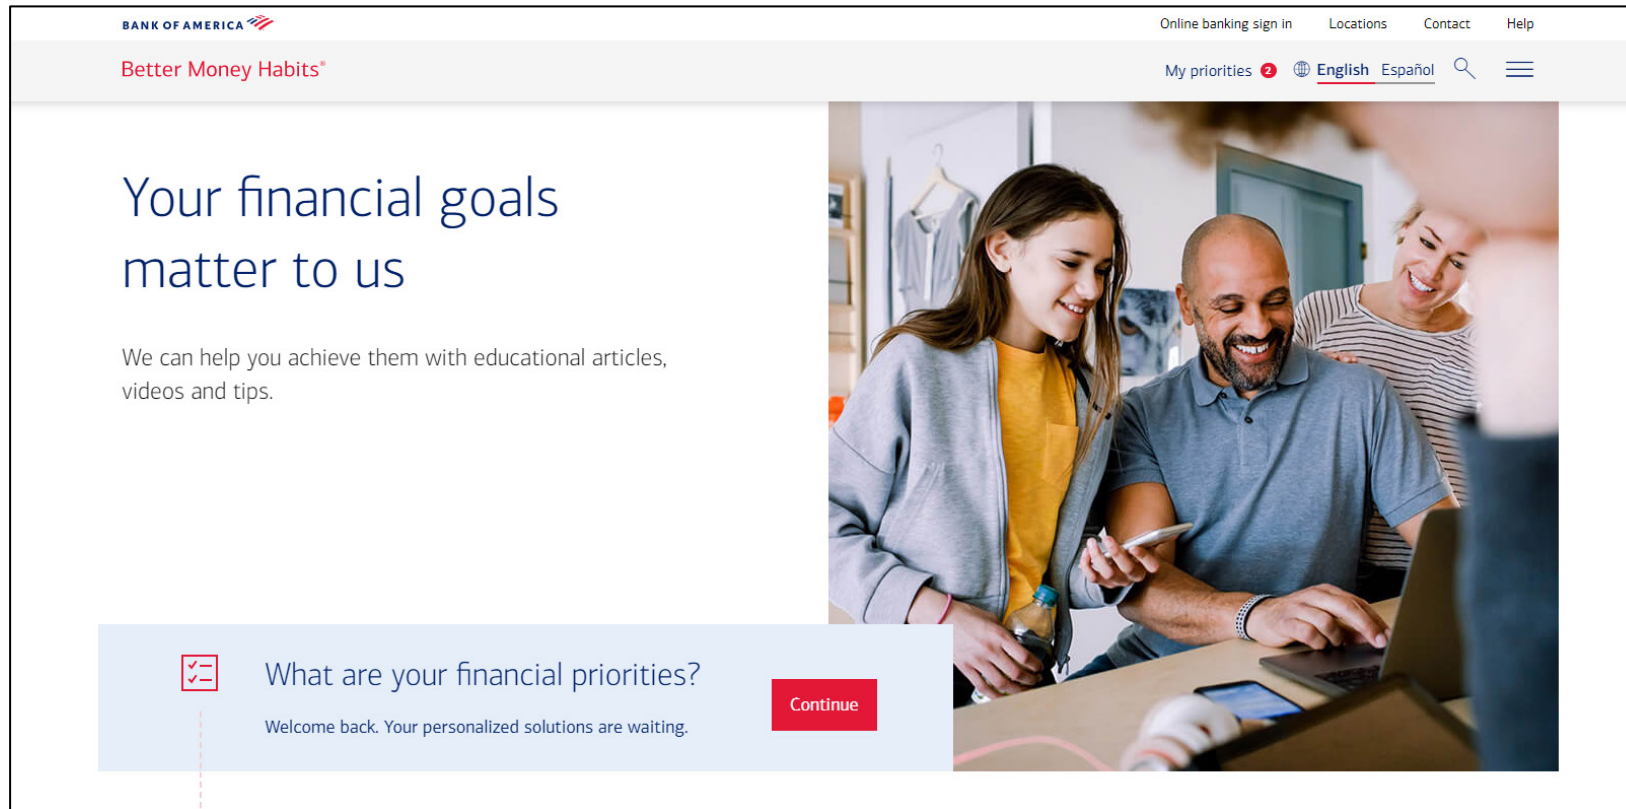 BANK OF AMERICA
Online banking sign in Locations Contact Help
Better Money Habits®
My priorities 2 English Español
Your financial goals
matter to us
We can help you achieve them with educational articles,
videos and tips.
What are your financial priorities?
Welcome back. Your personalized solutions are waiting.
Continue